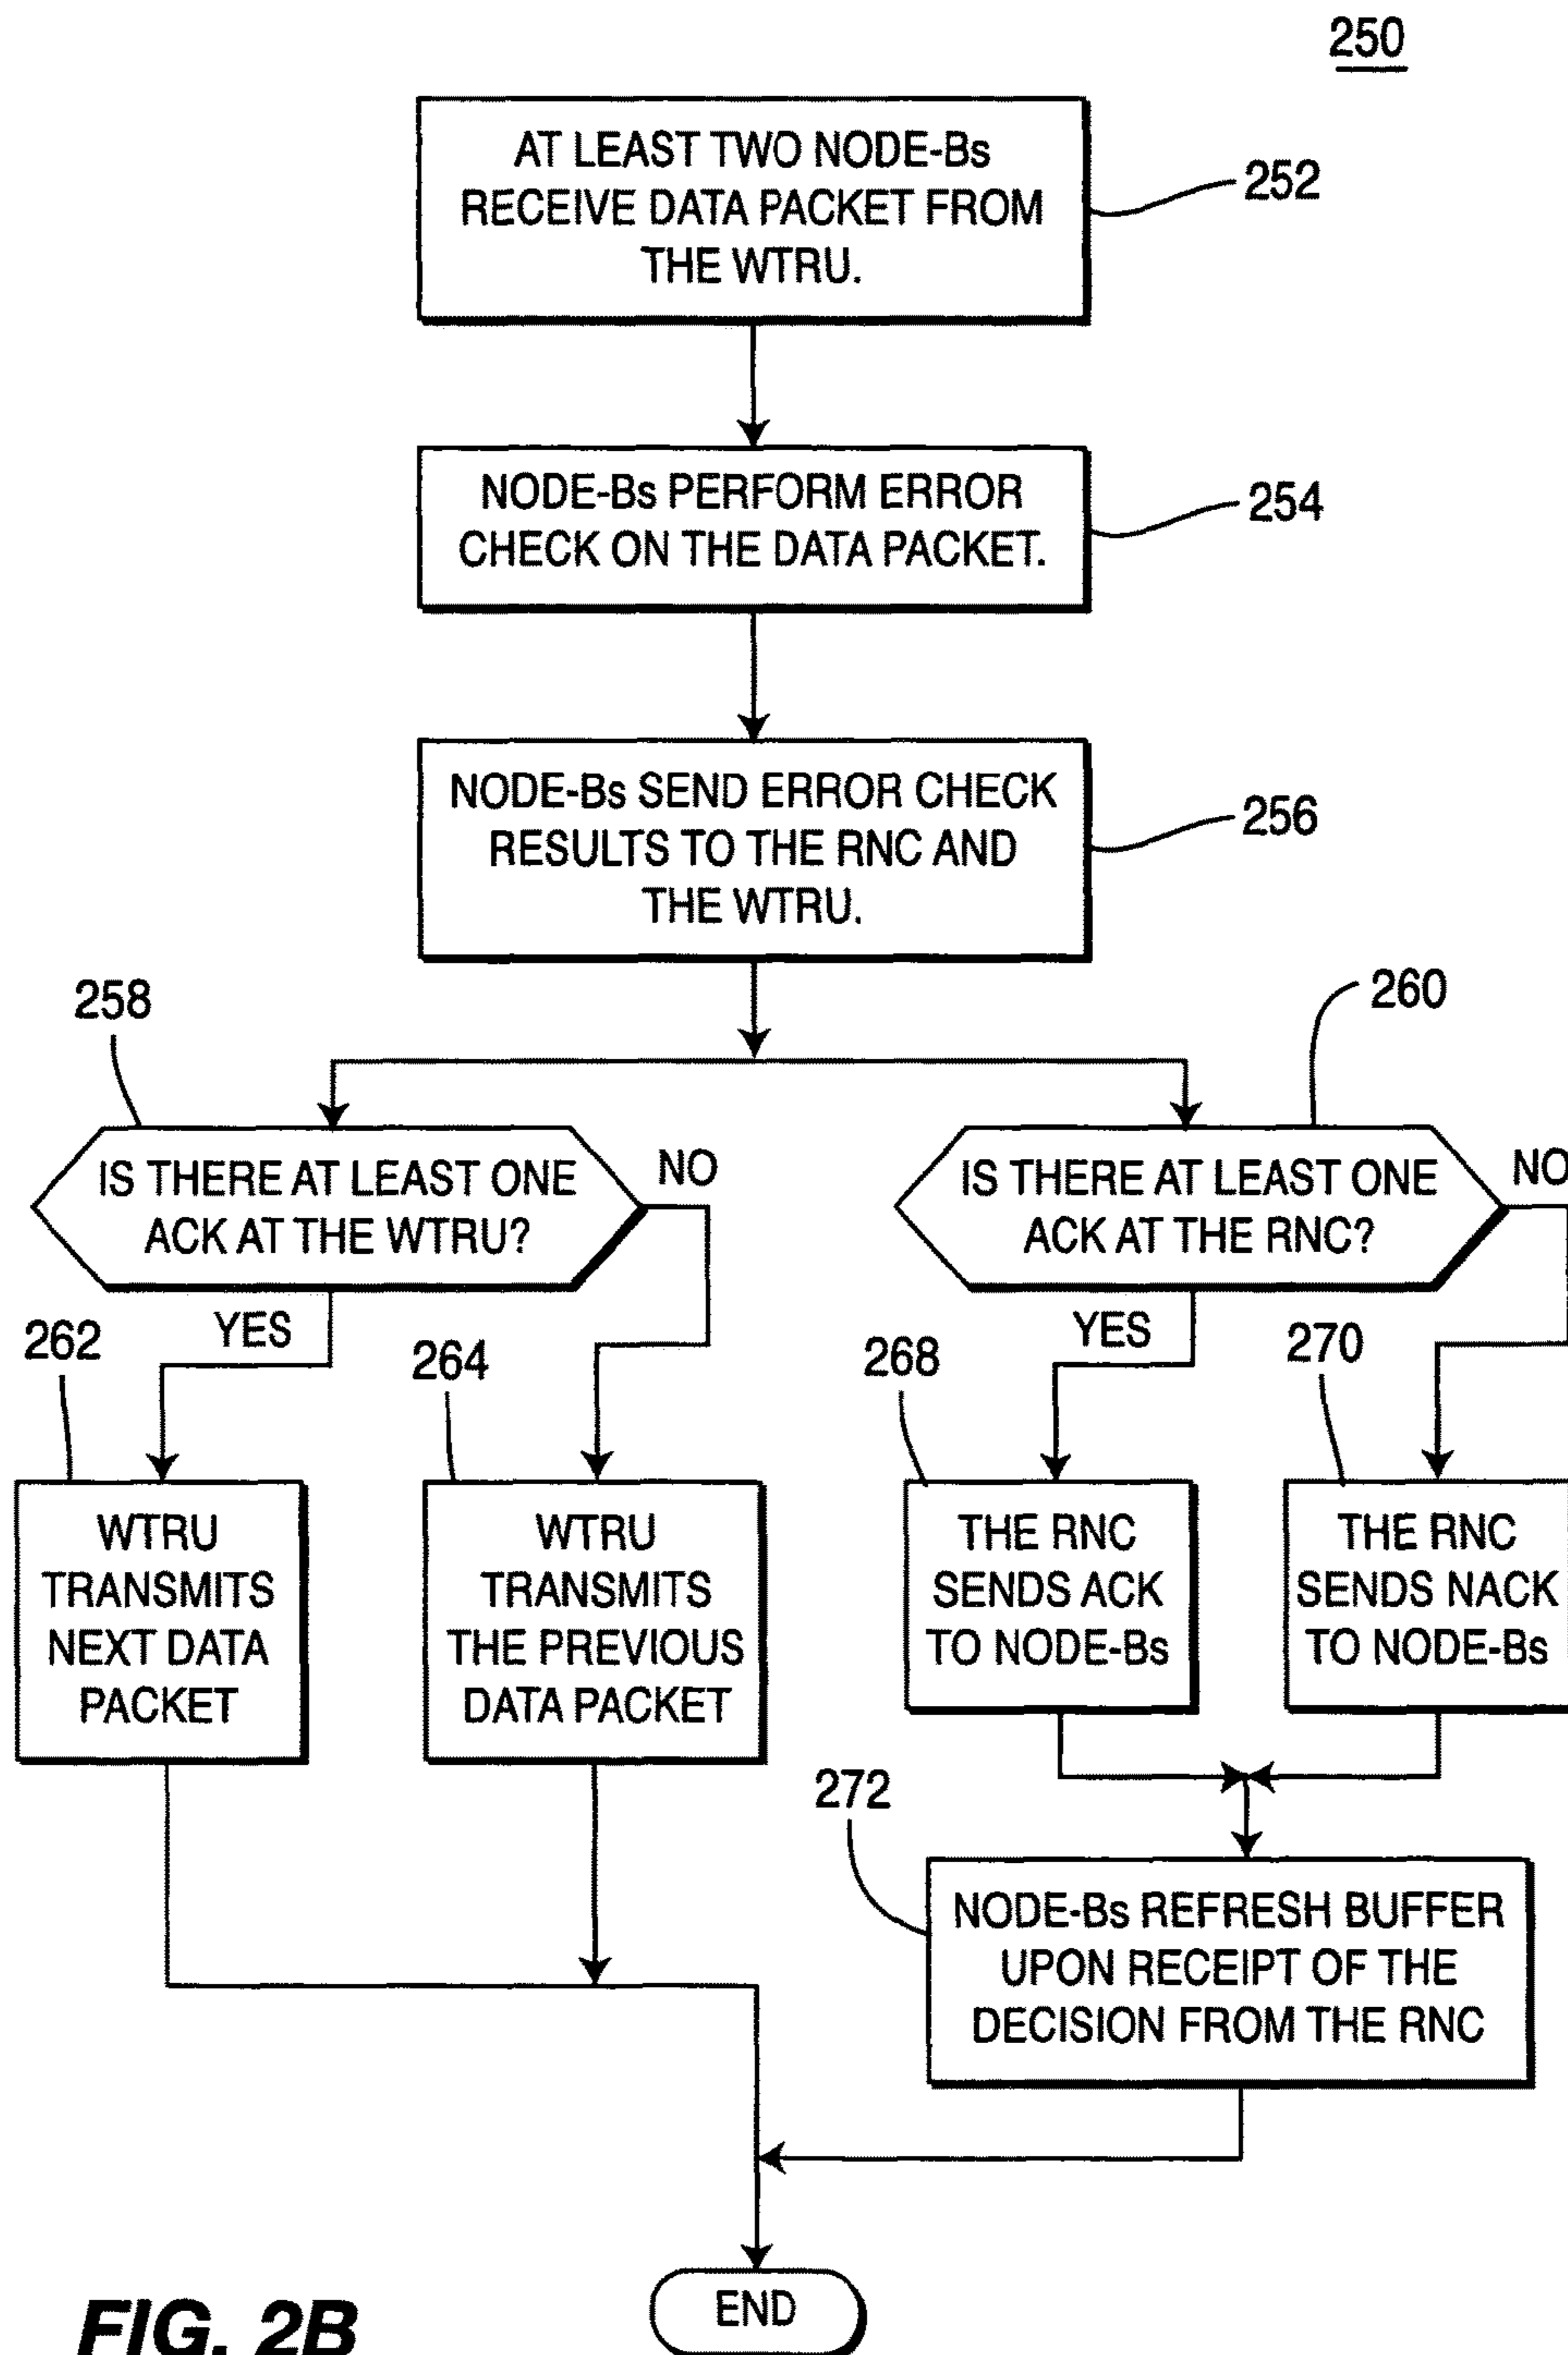 250
AT LEAST TWO NODE-Bs
RECEIVE DATA PACKET FROM
THE WTRU.
252
NODE-Bs PERFORM ERROR
CHECK ON THE DATA PACKET.
254
NODE-Bs SEND ERROR CHECK
RESULTS TO THE RNC AND
THE WTRU.
256
258
260
IS THERE AT LEAST ONE
ACK AT THE WTRU?
NO
IS THERE AT LEAST ONE
ACK AT THE RNC?
NO
YES
YES
262
264
268
270
WTRU
TRANSMITS
NEXT DATA
PACKET
WTRU
TRANSMITS
THE PREVIOUS
DATA PACKET
THE RNC
SENDS ACK
TO NODE-Bs
THE RNC
SENDS NACK
TO NODE-Bs
272
NODE-Bs REFRESH BUFFER
UPON RECEIPT OF THE
DECISION FROM THE RNC
END
FIG. 2B